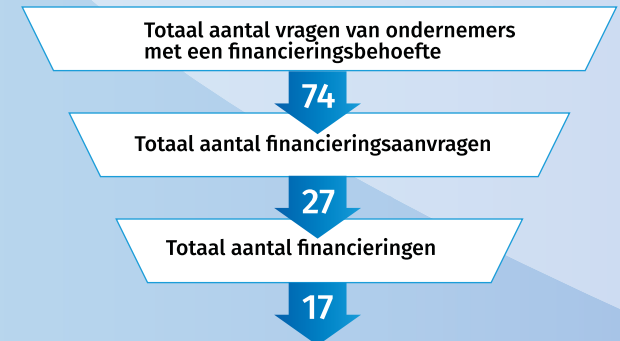 Totaal aantal vragen van ondernemers
met een financieringsbehoefte
74
Totaal aantal financieringsaanvragen
27
Totaal aantal financieringen
17